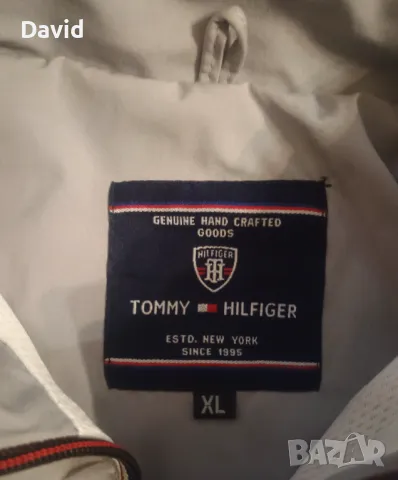 David
GENUINE HAND CRAFTED
GOODS
HILFIGER
H
TOMMY HILFIGER
ESTD. NEW YORK
SINCE 1995
XL
BAZAR